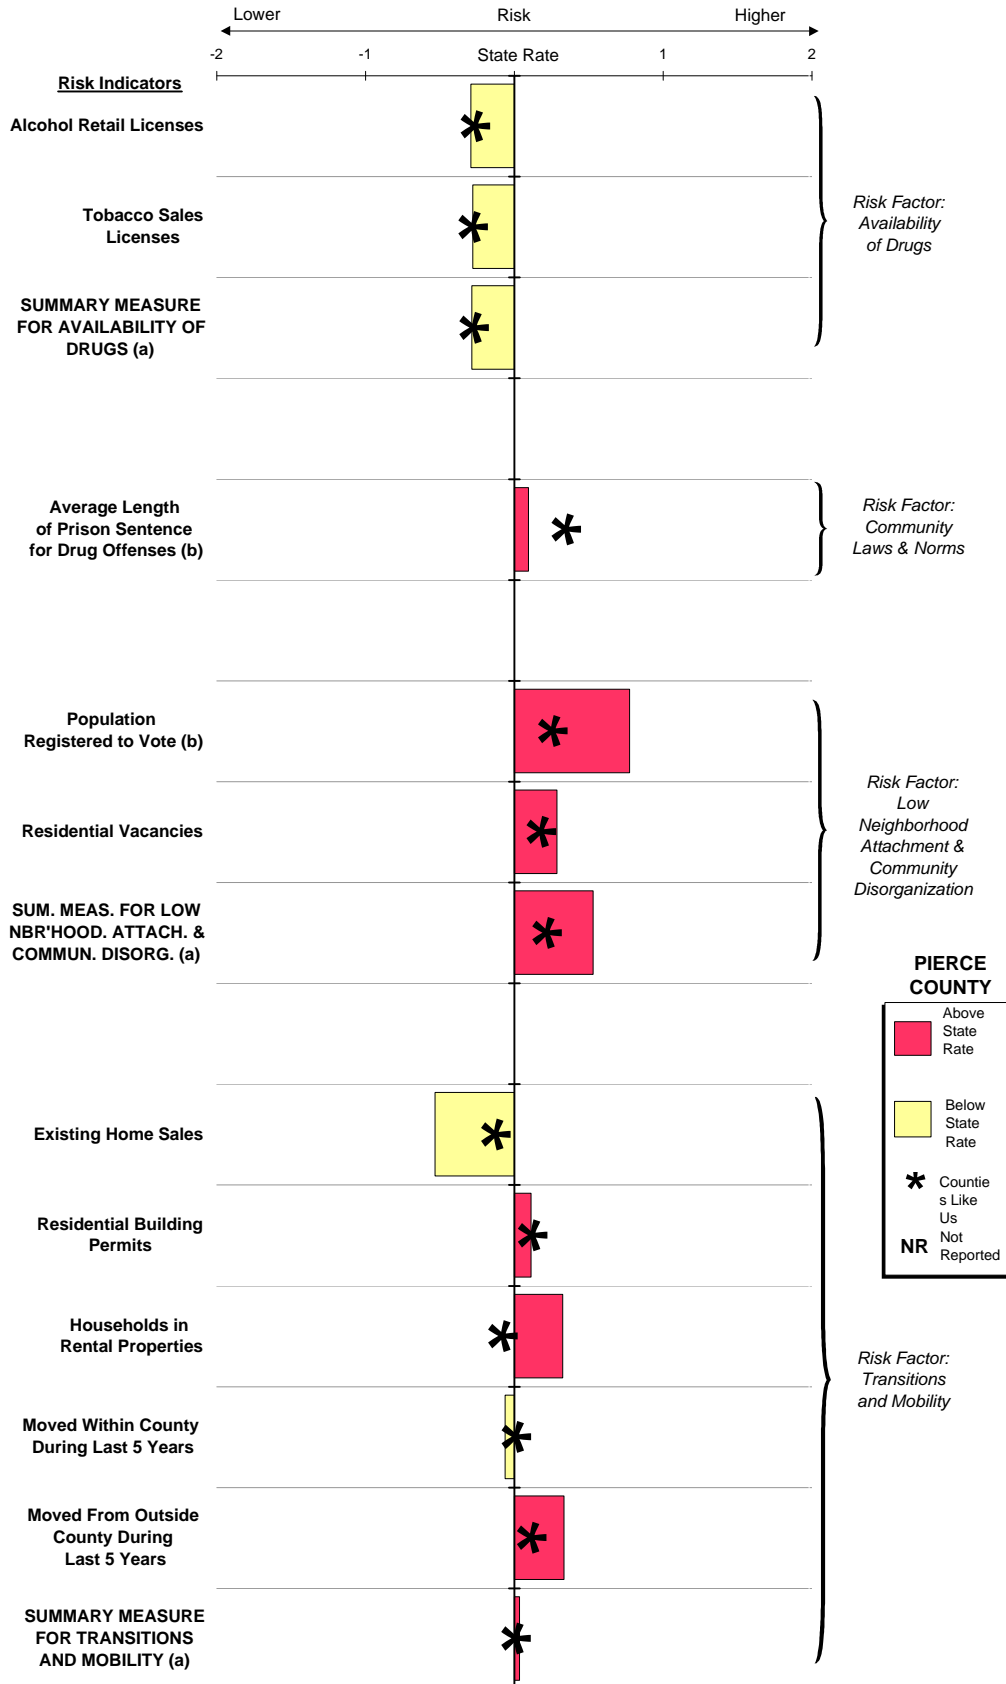 Lower Risk Higher
-2 -1 State Rate 1 2
Risk Indicators
Alcohol Retail Licenses
Tobacco Sales
Licenses
SUMMARY MEASURE
FOR AVAILABILITY OF
DRUGS (a)
Risk Factor:
Availability
of Drugs
Average Length
of Prison Sentence
for Drug Offenses (b)
Risk Factor:
Community
Laws & Norms
Population
Registered to Vote (b)
Residential Vacancies
SUM. MEAS. FOR LOW
NBR'HOOD. ATTACH. &
COMMUN. DISORG. (a)
Risk Factor:
Low
Neighborhood
Attachment &
Community
Disorganization
PIERCE
COUNTY
Above
State
Rate
Below
State
Rate
* Countie
s Like
Us
NR Not
Reported
Existing Home Sales
Residential Building
Permits
Households in
Rental Properties
Moved Within County
During Last 5 Years
Moved From Outside
County During
Last 5 Years
SUMMARY MEASURE
FOR TRANSITIONS
AND MOBILITY (a)
Risk Factor:
Transitions
and Mobility